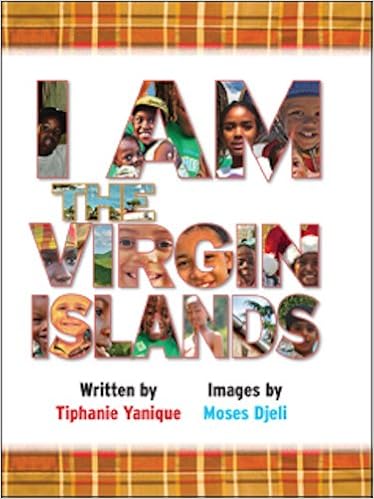 I AM
THE
VIRGIN
ISLANDS
Written by Images by
Tiphanie Yanique Moses Djeli